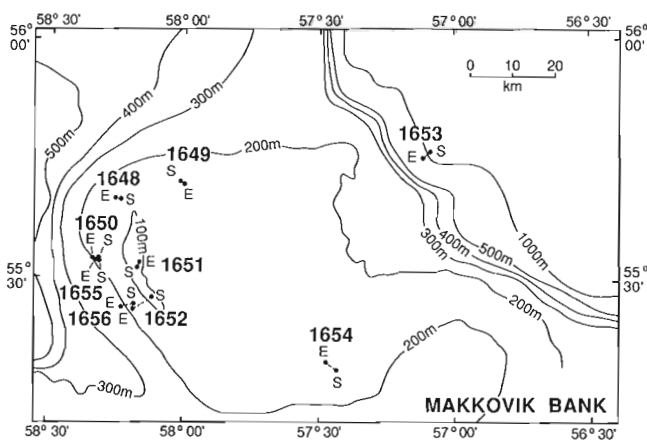 58° 30' 58° 00' 57° 30' 57° 00' 56° 30'
56° 00'
56° 00'
0 10 20
km
500m
400m
300m
200m
1653
S
E
1649
S
E
1648
E S
1650
E S
100m
E
1651
S
E S
1655
S
E
1652
1656
E
S
300m
400m
500m
1000m
200m
55° 30'
55° 30'
1654
E
S
200m
300m
MAKKOVIK BANK
58° 30' 58° 00' 57° 30' 57° 00' 56° 30'